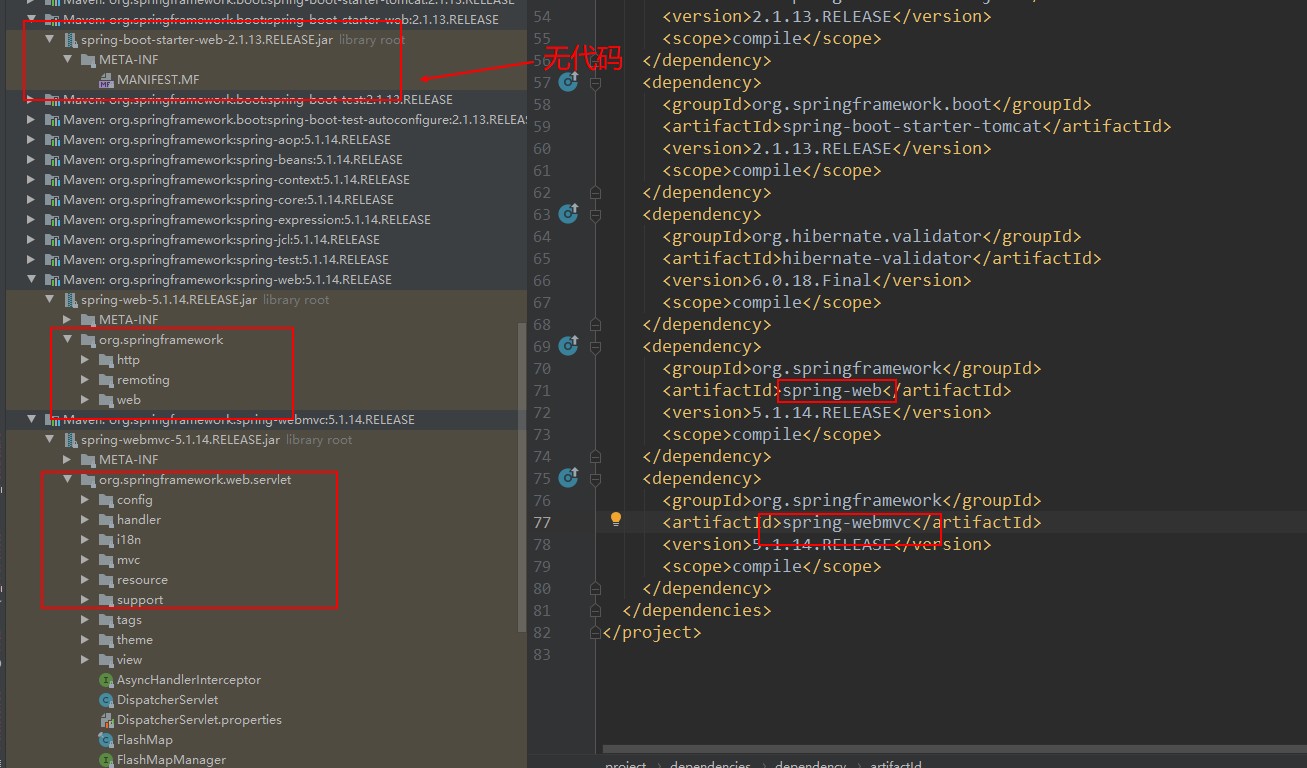 Maven: org.springframework.boot:spring-boot-starter-tomcat:2.1.13.RELEASE
Maven: org.springframework.boot:spring-boot-starter-web:2.1.13.RELEASE
spring-boot-starter-web-2.1.13.RELEASE.jar library root
META-INF
MANIFEST.MF
Maven: org.springframework.boot:spring-boot-test:2.1.13.RELEASE
Maven: org.springframework.boot:spring-boot-test-autoconfigure:2.1.13.RELEA
Maven: org.springframework:spring-aop:5.1.14.RELEASE
Maven: org.springframework:spring-beans:5.1.14.RELEASE
Maven: org.springframework:spring-context:5.1.14.RELEASE
Maven: org.springframework:spring-core:5.1.14.RELEASE
Maven: org.springframework:spring-expression:5.1.14.RELEASE
Maven: org.springframework:spring-jcl:5.1.14.RELEASE
Maven: org.springframework:spring-test:5.1.14.RELEASE
Maven: org.springframework:spring-web:5.1.14.RELEASE
spring-web-5.1.14.RELEASE.jar library root
META-INF
org.springframework
http
remoting
web
Maven: org.springframework:spring-webmvc:5.1.14.RELEASE
spring-webmvc-5.1.14.RELEASE.jar library root
META-INF
org.springframework.web.servlet
config
handler
i18n
mvc
resource
support
tags
theme
view
AsyncHandlerInterceptor
DispatcherServlet
DispatcherServlet.properties
FlashMap
FlashMapManager
无代码
54 <version>2.1.13.RELEASE</version>
55 <scope>compile</scope>
56 </dependency>
57 <dependency>
58 <groupId>org.springframework.boot</groupId>
59 <artifactId>spring-boot-starter-tomcat</artifactId>
60 <version>2.1.13.RELEASE</version>
61 <scope>compile</scope>
62 </dependency>
63 <dependency>
64 <groupId>org.hibernate.validator</groupId>
65 <artifactId>hibernate-validator</artifactId>
66 <version>6.0.18.Final</version>
67 <scope>compile</scope>
68 </dependency>
69 <dependency>
70 <groupId>org.springframework</groupId>
71 <artifactId>spring-web</artifactId>
72 <version>5.1.14.RELEASE</version>
73 <scope>compile</scope>
74 </dependency>
75 <dependency>
76 <groupId>org.springframework</groupId>
77 <artifactId>spring-webmvc</artifactId>
78 <version>5.1.14.RELEASE</version>
79 <scope>compile</scope>
80 </dependency>
81 </dependencies>
82 </project>
83
project › dependencies › dependency › artifactId